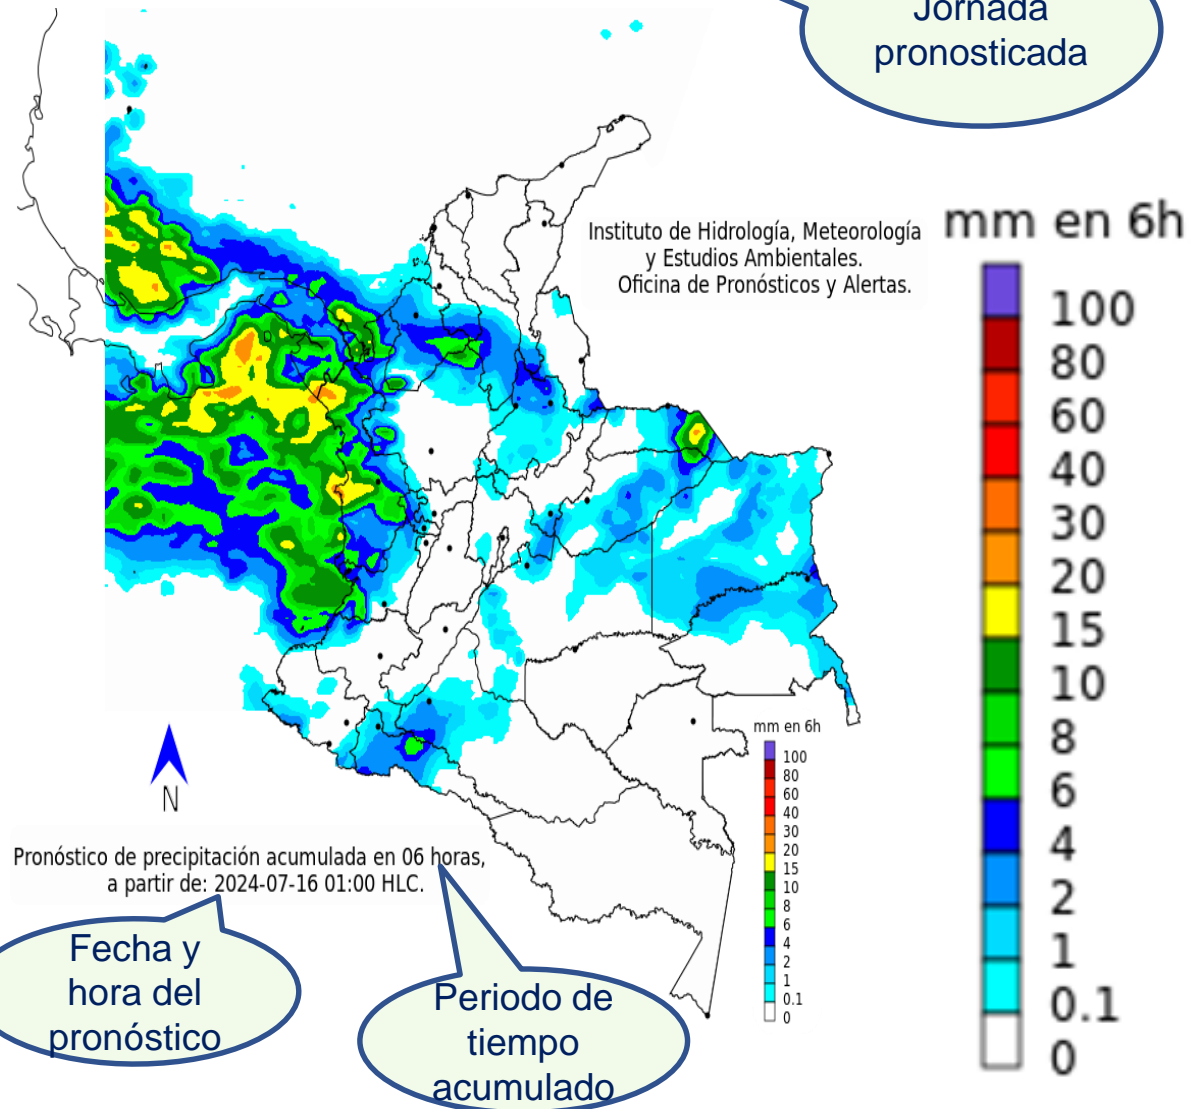 Jornada
pronosticada
Instituto de Hidrología, Meteorología
y Estudios Ambientales.
Oficina de Pronósticos y Alertas.
mm en 6h
100
80
60
40
30
20
15
10
8
6
4
2
1
0.1
0
mm en 6h
100
80
60
40
30
20
15
10
8
6
4
2
1
0.1
0
N
Pronóstico de precipitación acumulada en 06 horas,
a partir de: 2024-07-16 01:00 HLC.
Fecha y
hora del
pronóstico
Periodo de
tiempo
acumulado